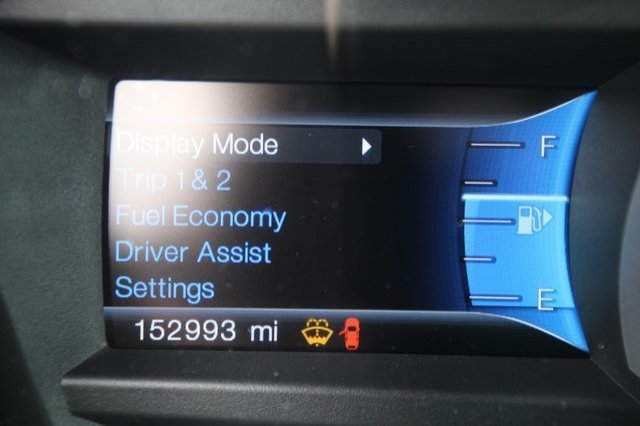 Display Mode
Trip 1 & 2
Fuel Economy
Driver Assist
Settings
152993 mi
F
E